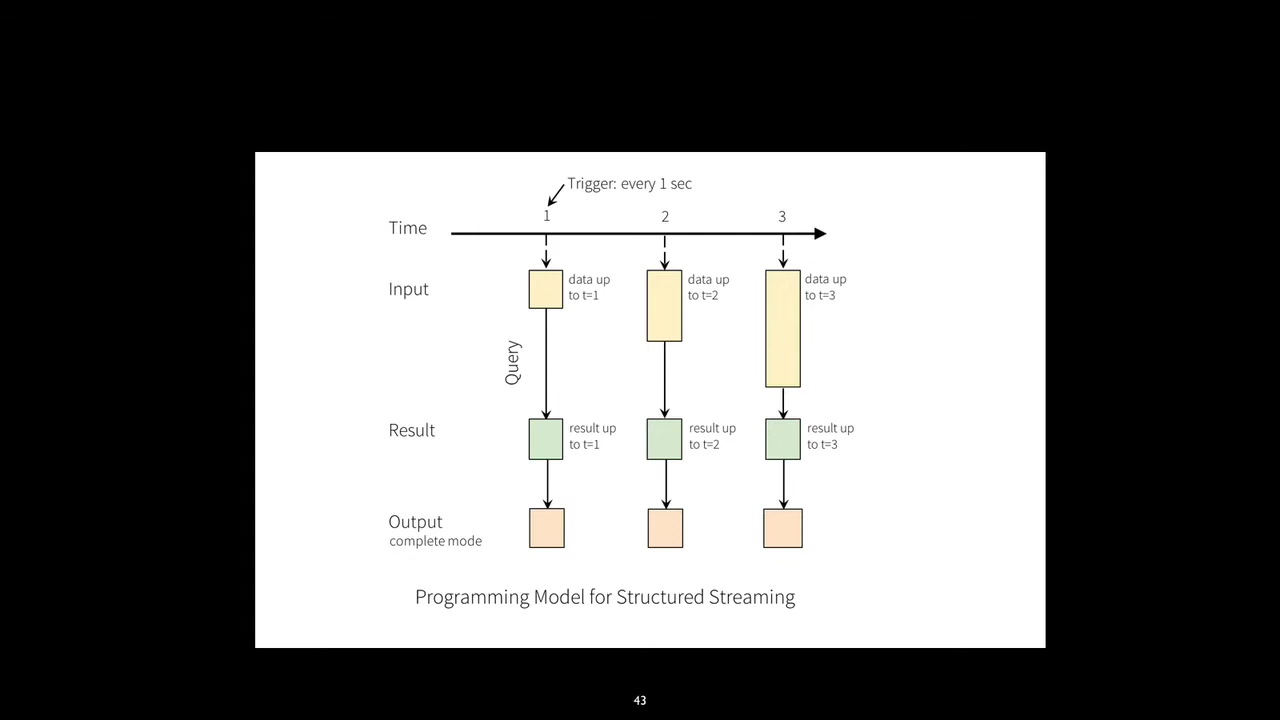 Trigger: every 1 sec
1 2 3
Time
Input
data up
to t=1
data up
to t=2
data up
to t=3
Query
Result
result up
to t=1
result up
to t=2
result up
to t=3
Output
complete mode
Programming Model for Structured Streaming
43